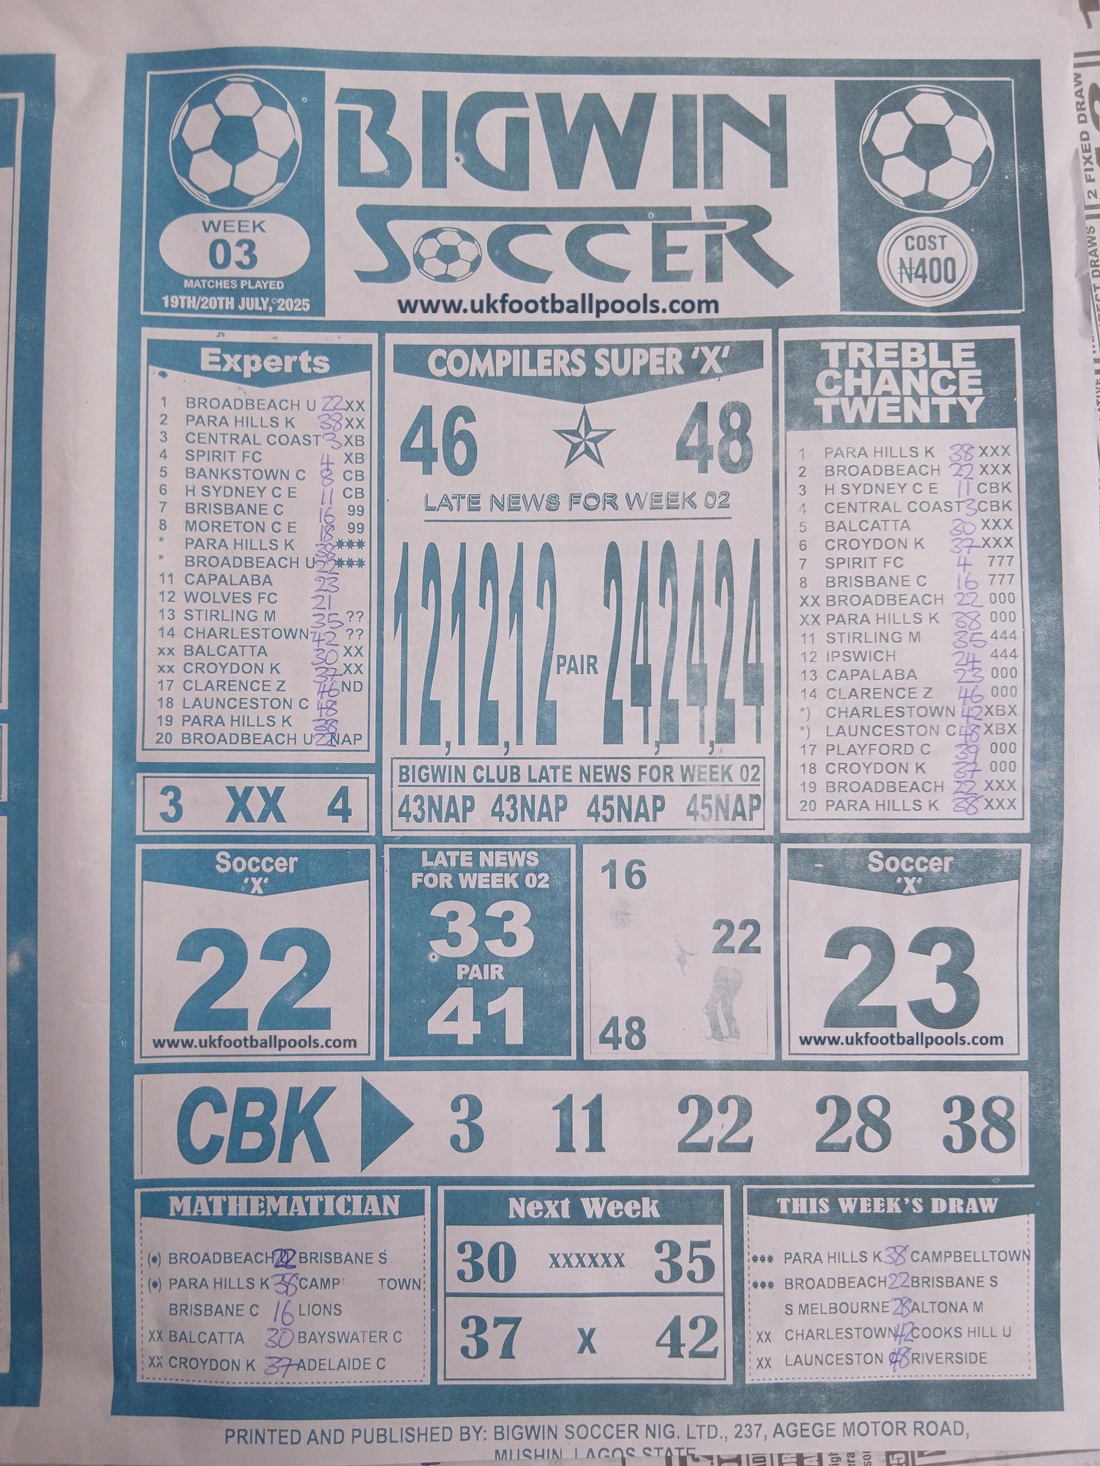 BIGWIN
SOCCER
www.ukfootballpools.com
WEEK
03
MATCHES PLAYED
19TH/20TH JULY, 2025
COST
₦400
Experts
1 BROADBEACH U 22 XX
2 PARA HILLS K 38 XX
3 CENTRAL COAST 3 XB
4 SPIRIT FC 4 XB
5 BANKSTOWN C 8 CB
6 H SYDNEY C E 11 CB
7 BRISBANE C 16 99
8 MORETON C E 18 99
* PARA HILLS K 38 ***
* BROADBEACH U 22 ***
11 CAPALABA 23
12 WOLVES FC 21
13 STIRLING M 35 ??
14 CHARLESTOWN 42 ??
xx BALCATTA 30 XX
xx CROYDON K 37 XX
17 CLARENCE Z 46 ND
18 LAUNCESTON C 48
19 PARA HILLS K 38
20 BROADBEACH U 22 NAP
3 XX 4
COMPILERS SUPER 'X'
46 48
LATE NEWS FOR WEEK 02
12,12,12 PAIR 24,24,24
BIGWIN CLUB LATE NEWS FOR WEEK 02
43NAP 43NAP 45NAP 45NAP
TREBLE
CHANCE
TWENTY
1 PARA HILLS K 38 XXX
2 BROADBEACH 22 XXX
3 H SYDNEY C E 11 CBK
4 CENTRAL COAST 3 CBK
5 BALCATTA 30 XXX
6 CROYDON K 37 XXX
7 SPIRIT FC 4 777
8 BRISBANE C 16 777
XX BROADBEACH 22 000
XX PARA HILLS K 38 000
11 STIRLING M 35 444
12 IPSWICH 24 444
13 CAPALABA 23 000
14 CLARENCE Z 46 000
*) CHARLESTOWN 42 XBX
*) LAUNCESTON C 48 XBX
17 PLAYFORD C 39 000
18 CROYDON K 37 000
19 BROADBEACH 22 XXX
20 PARA HILLS K 38 XXX
Soccer
'X'
22
www.ukfootballpools.com
LATE NEWS
FOR WEEK 02
33
PAIR
41
16
22
48
Soccer
'X'
23
www.ukfootballpools.com
CBK 3 11 22 28 38
MATHEMATICIAN
(•) BROADBEACH 22 BRISBANE S
(•) PARA HILLS K 38 CAMP TOWN
BRISBANE C 16 LIONS
XX BALCATTA 30 BAYSWATER C
XX CROYDON K 37 ADELAIDE C
Next Week
30 xxxxxx 35
37 X 42
THIS WEEK'S DRAW
••• PARA HILLS K 38 CAMPBELLTOWN
••• BROADBEACH 22 BRISBANE S
S MELBOURNE 28 ALTONA M
XX CHARLESTOWN 42 COOKS HILL U
XX LAUNCESTON 48 RIVERSIDE
PRINTED AND PUBLISHED BY: BIGWIN SOCCER NIG. LTD., 237, AGEGE MOTOR ROAD,
MUSHIN, LAGOS STATE
2 FIXED DRAW